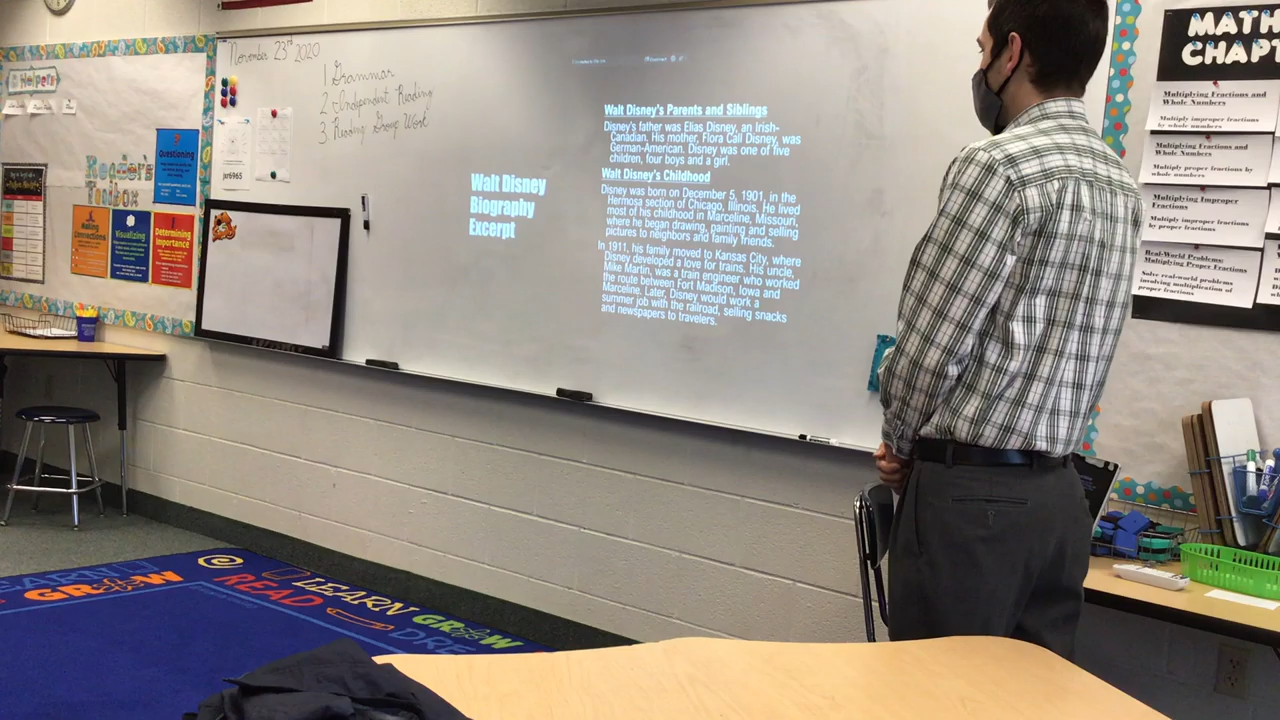 November 23rd 2020
1 Grammar
2 Independent Reading
3 Reading Group Work
Helpers
Reader's
Toolbox
Questioning
Making
Connections
Visualizing
Determining
Importance
jsr6965
Walt Disney
Biography
Excerpt
Walt Disney's Parents and Siblings
Disney's father was Elias Disney, an Irish-
Canadian. His mother, Flora Call Disney, was
German-American. Disney was one of five
children, four boys and a girl.
Walt Disney's Childhood
Disney was born on December 5, 1901, in the
Hermosa section of Chicago, Illinois. He lived
most of his childhood in Marceline, Missouri,
where he began drawing, painting and selling
pictures to neighbors and family friends.
In 1911, his family moved to Kansas City, where
Disney developed a love for trains. His uncle,
Mike Martin, was a train engineer who worked
the route between Fort Madison, Iowa and
Marceline. Later, Disney would work a
summer job with the railroad, selling snacks
and newspapers to travelers.
MATH
CHAPT
Multiplying Fractions and
Whole Numbers
Multiply improper fractions
by whole numbers
Multiplying Fractions and
Whole Numbers
Multiply proper fractions by
whole numbers
Multiplying Improper
Fractions
Multiply improper fractions
by proper fractions
Real-World Problems:
Multiplying Proper Fractions
Solve real-world problems
involving multiplication of
proper fractions
LEARN GROW
READ LEARN GROW
DRE